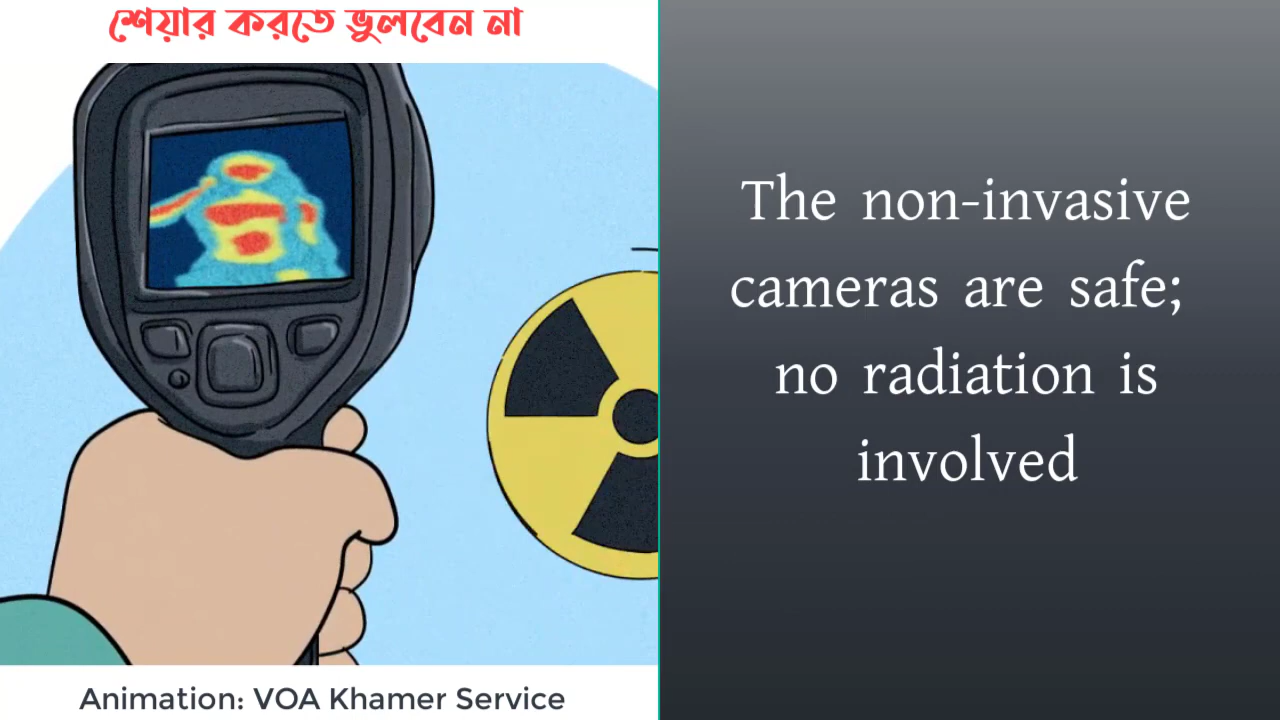 শেয়ার করতে ভুলবেন না
The non-invasive
cameras are safe;
no radiation is
involved
Animation: VOA Khamer Service